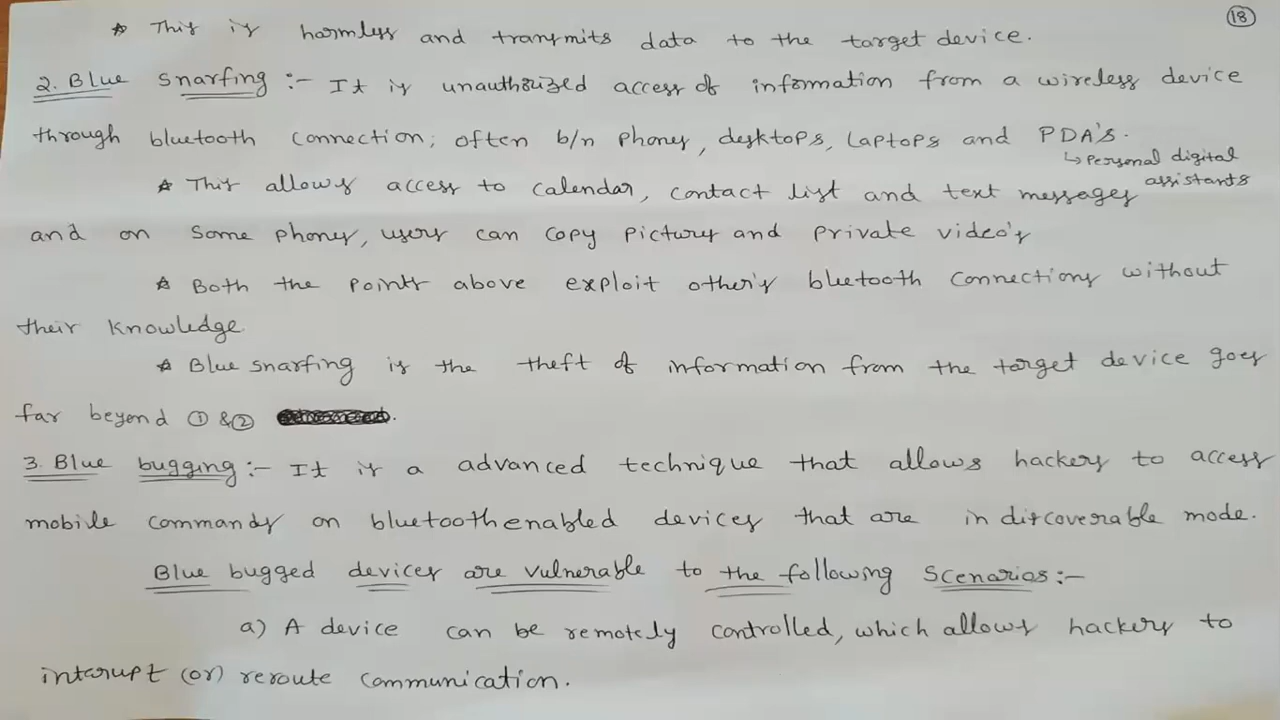 18
☆ This is harmless and transmits data to the target device.
2. Blue snarfing :- It is unauthorized access of information from a wireless device
through bluetooth connection; often b/n phones, desktops, laptops and PDA's.
↳ Personal digital
assistants
☆ This allows access to calendar, contact list and text messages
and on some phones, users can copy pictures and private video's
☆ Both the points above exploit other's bluetooth connections without
their knowledge.
☆ Blue snarfing is the theft of information from the target device goes
far beyond ① & ② .
3. Blue bugging :- It is a advanced technique that allows hackers to access
mobile commands on bluetooth enabled devices that are in discoverable mode.
Blue bugged devices are vulnerable to the following scenarios :-
a) A device can be remotely controlled, which allows hackers to
interupt (or) reroute communication.